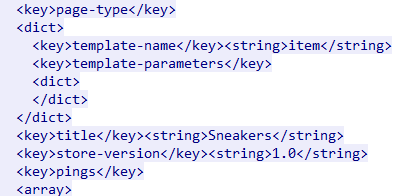 <key>page-type</key>
<dict>
<key>template-name</key><string>item</string>
<key>template-parameters</key>
<dict>
</dict>
</dict>
<key>title</key><string>Sneakers</string>
<key>store-version</key><string>1.0</string>
<key>pings</key>
<array>